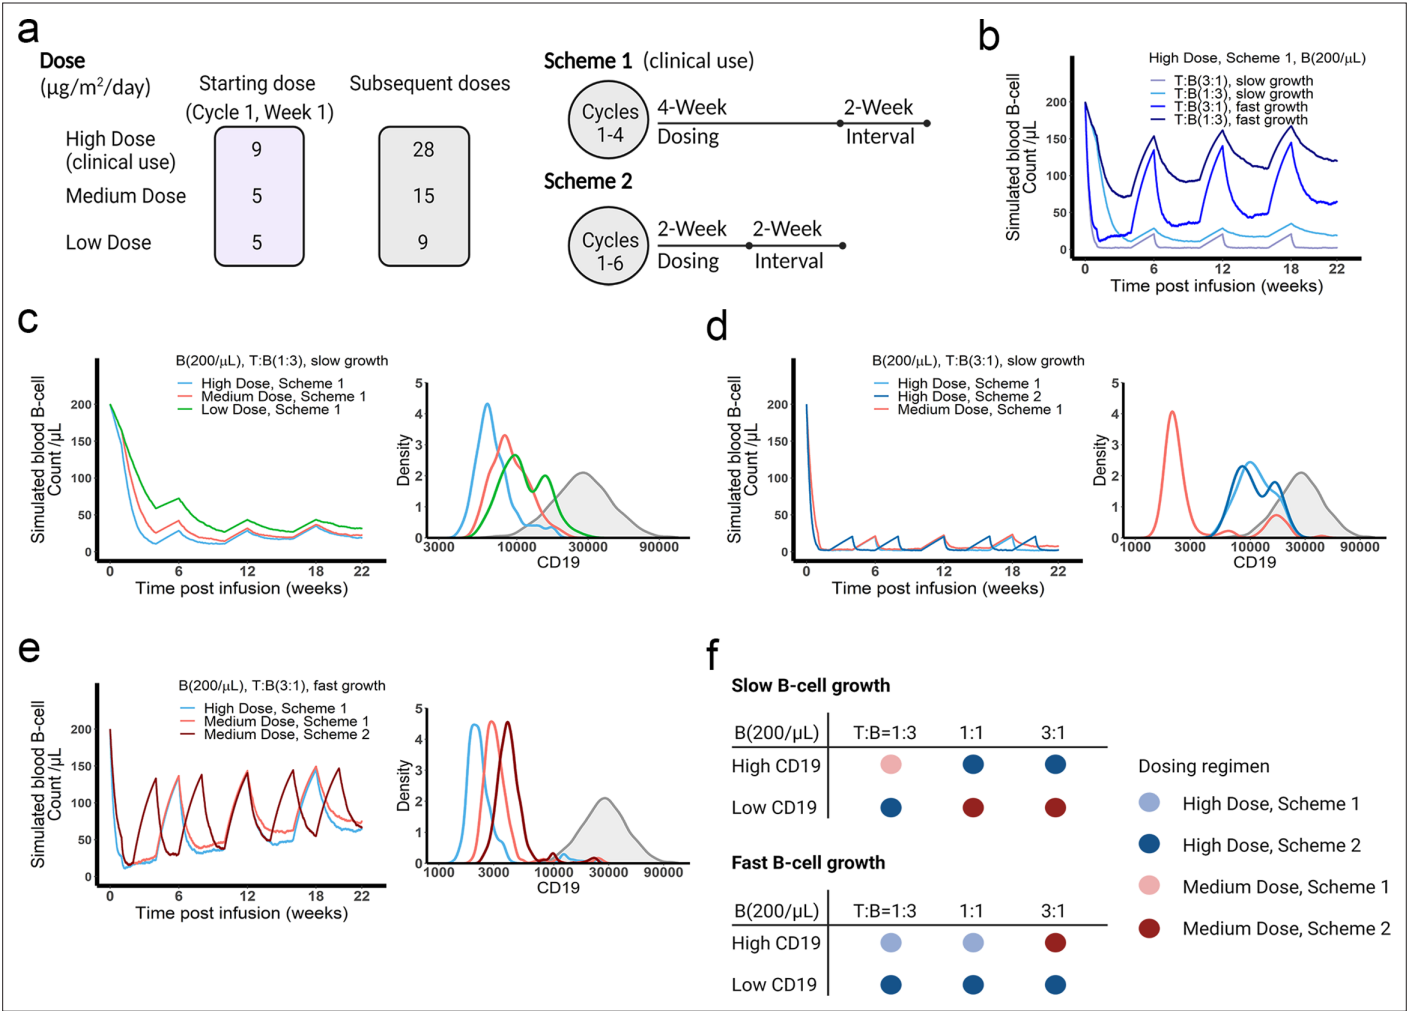 a
Dose
(μg/m²/day)
Starting dose
(Cycle 1, Week 1)
Subsequent doses
High Dose
(clinical use)
9
28
Medium Dose
5
15
Low Dose
5
9
Scheme 1 (clinical use)
Cycles
1-4
4-Week
Dosing
2-Week
Interval
Scheme 2
Cycles
1-6
2-Week
Dosing
2-Week
Interval
b
High Dose, Scheme 1, B(200/μL)
T:B(3:1), slow growth
T:B(1:3), slow growth
T:B(3:1), fast growth
T:B(1:3), fast growth
Simulated blood B-cell
Count /μL
200
150
100
50
0
0 6 12 18 22
Time post infusion (weeks)
c
B(200/μL), T:B(1:3), slow growth
High Dose, Scheme 1
Medium Dose, Scheme 1
Low Dose, Scheme 1
Simulated blood B-cell
Count /μL
200
150
100
50
0
0 6 12 18 22
Time post infusion (weeks)
Density
5
4
3
2
1
0
3000 10000 30000 90000
CD19
d
B(200/μL), T:B(3:1), slow growth
High Dose, Scheme 1
High Dose, Scheme 2
Medium Dose, Scheme 1
Simulated blood B-cell
Count /μL
200
150
100
50
0
0 6 12 18 22
Time post infusion (weeks)
Density
5
4
3
2
1
0
1000 3000 10000 30000 90000
CD19
e
B(200/μL), T:B(3:1), fast growth
High Dose, Scheme 1
Medium Dose, Scheme 1
Medium Dose, Scheme 2
Simulated blood B-cell
Count /μL
200
150
100
50
0
0 6 12 18 22
Time post infusion (weeks)
Density
5
4
3
2
1
0
1000 3000 10000 30000 90000
CD19
f
Slow B-cell growth
B(200/μL) T:B=1:3 1:1 3:1
High CD19
Low CD19
Fast B-cell growth
B(200/μL) T:B=1:3 1:1 3:1
High CD19
Low CD19
Dosing regimen
High Dose, Scheme 1
High Dose, Scheme 2
Medium Dose, Scheme 1
Medium Dose, Scheme 2